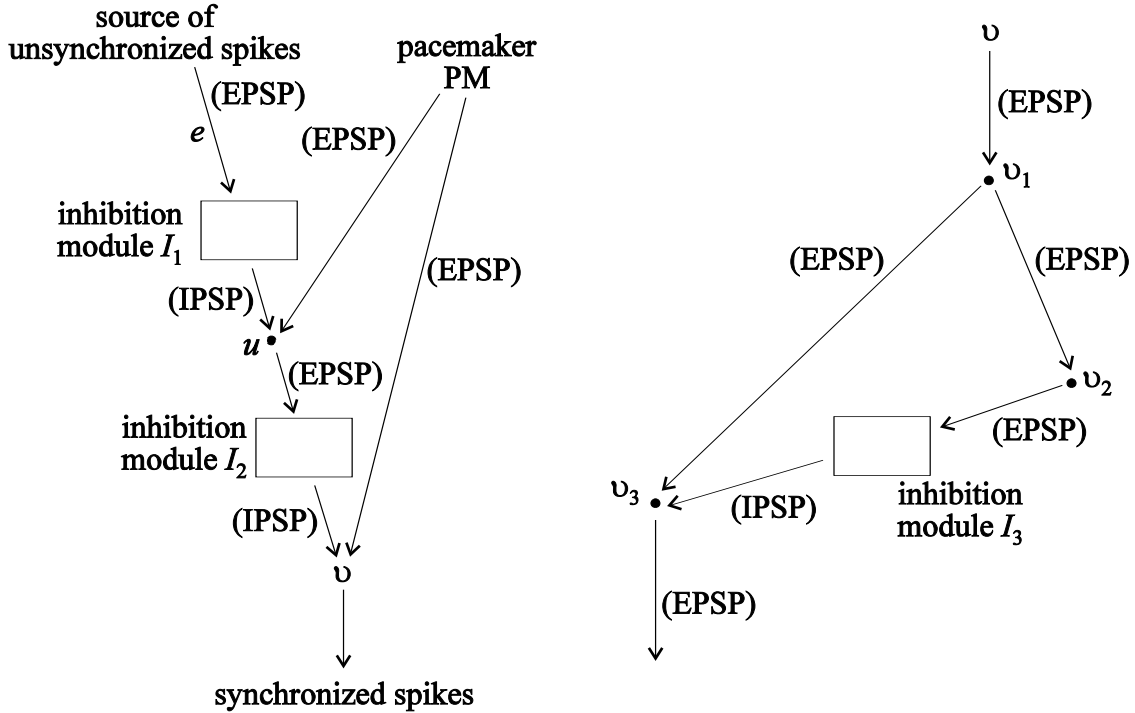 source of
unsynchronized spikes
pacemaker
PM
(EPSP)
e
(EPSP)
inhibition
module I₁
(EPSP)
(IPSP)
u
(EPSP)
inhibition
module I₂
(IPSP)
υ
synchronized spikes
υ
(EPSP)
υ₁
(EPSP)
(EPSP)
υ₂
(EPSP)
υ₃
(IPSP)
inhibition
module I₃
(EPSP)